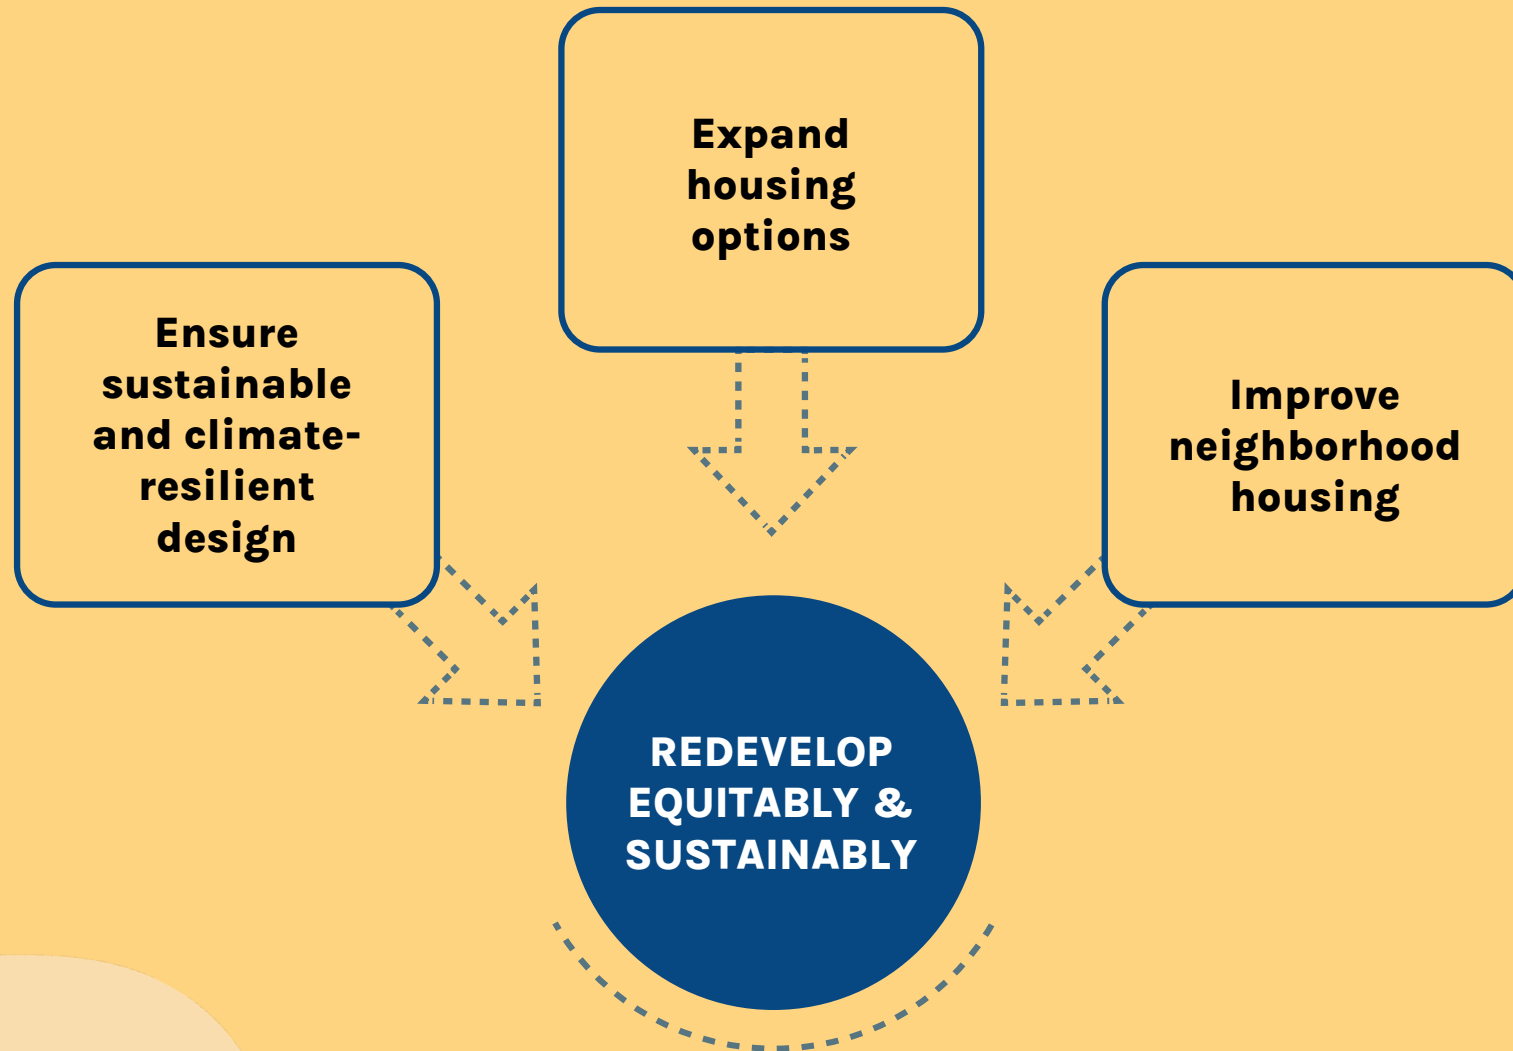 Expand
housing
options
Ensure
sustainable
and climate-
resilient
design
Improve
neighborhood
housing
REDEVELOP
EQUITABLY &
SUSTAINABLY